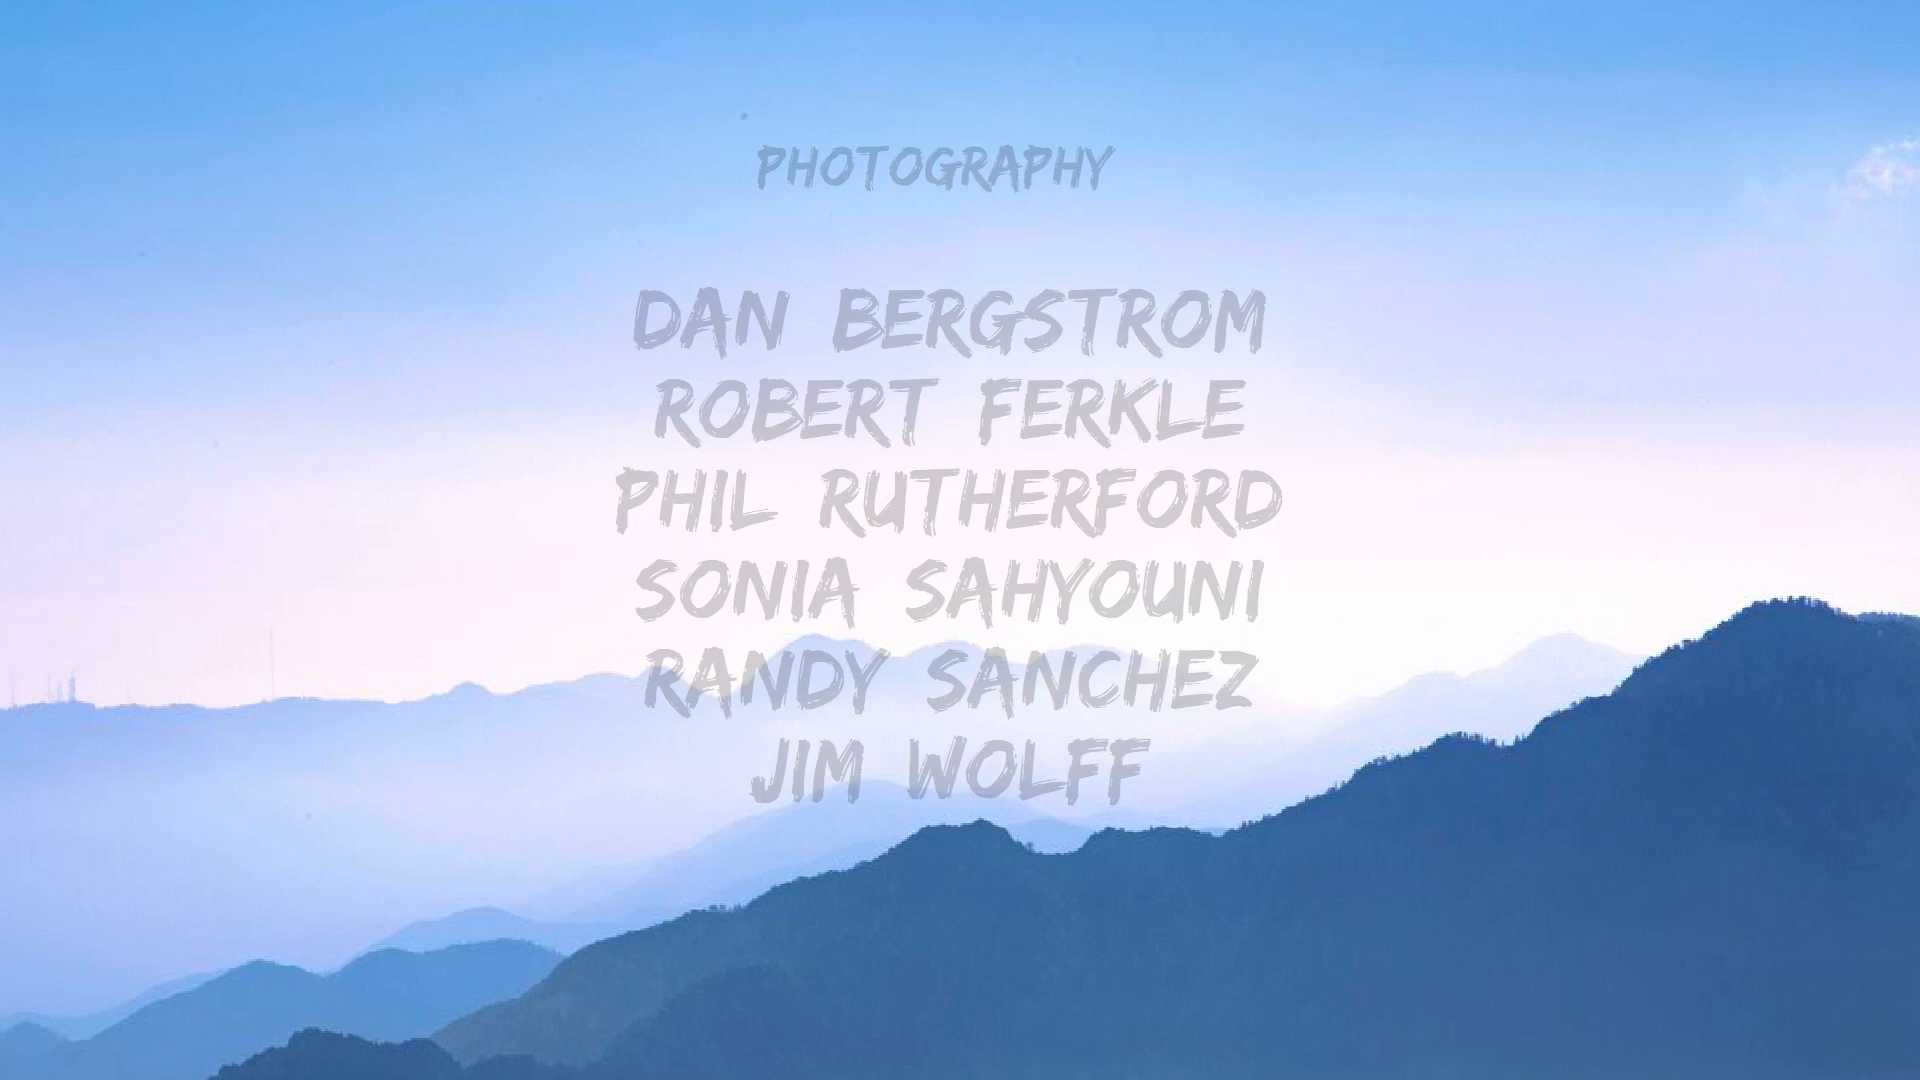 PHOTOGRAPHY
DAN BERGSTROM
ROBERT FERKLE
PHIL RUTHERFORD
SONIA SAHYOUNI
RANDY SANCHEZ
JIM WOLFF